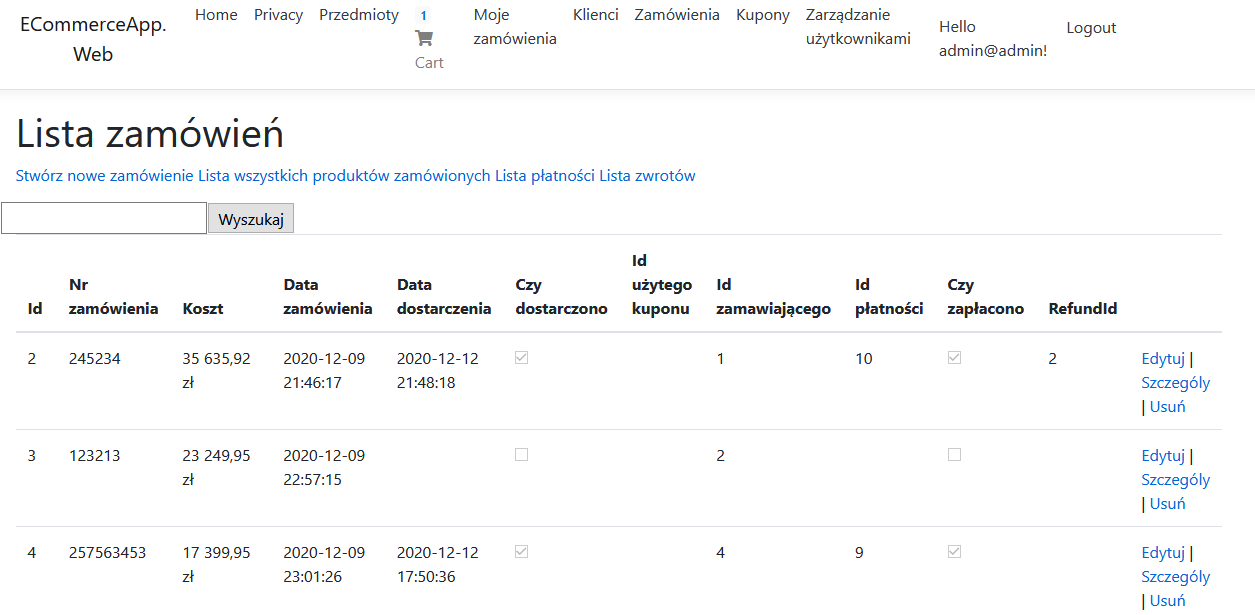 ECommerceApp.
Web
Home
Privacy
Przedmioty
1
Cart
Moje
zamówienia
Klienci
Zamówienia
Kupony
Zarządzanie
użytkownikami
Hello
admin@admin!
Logout
Lista zamówień
Stwórz nowe zamówienie Lista wszystkich produktów zamówionych Lista płatności Lista zwrotów
Wyszukaj
Id
Nr
zamówienia
Koszt
Data
zamówienia
Data
dostarczenia
Czy
dostarczono
Id
użytego
kuponu
Id
zamawiającego
Id
płatności
Czy
zapłacono
RefundId
2
245234
35 635,92
zł
2020-12-09
21:46:17
2020-12-12
21:48:18
1
10
2
Edytuj |
Szczegóły
| Usuń
3
123213
23 249,95
zł
2020-12-09
22:57:15
2
Edytuj |
Szczegóły
| Usuń
4
257563453
17 399,95
zł
2020-12-09
23:01:26
2020-12-12
17:50:36
4
9
Edytuj |
Szczegóły
| Usuń